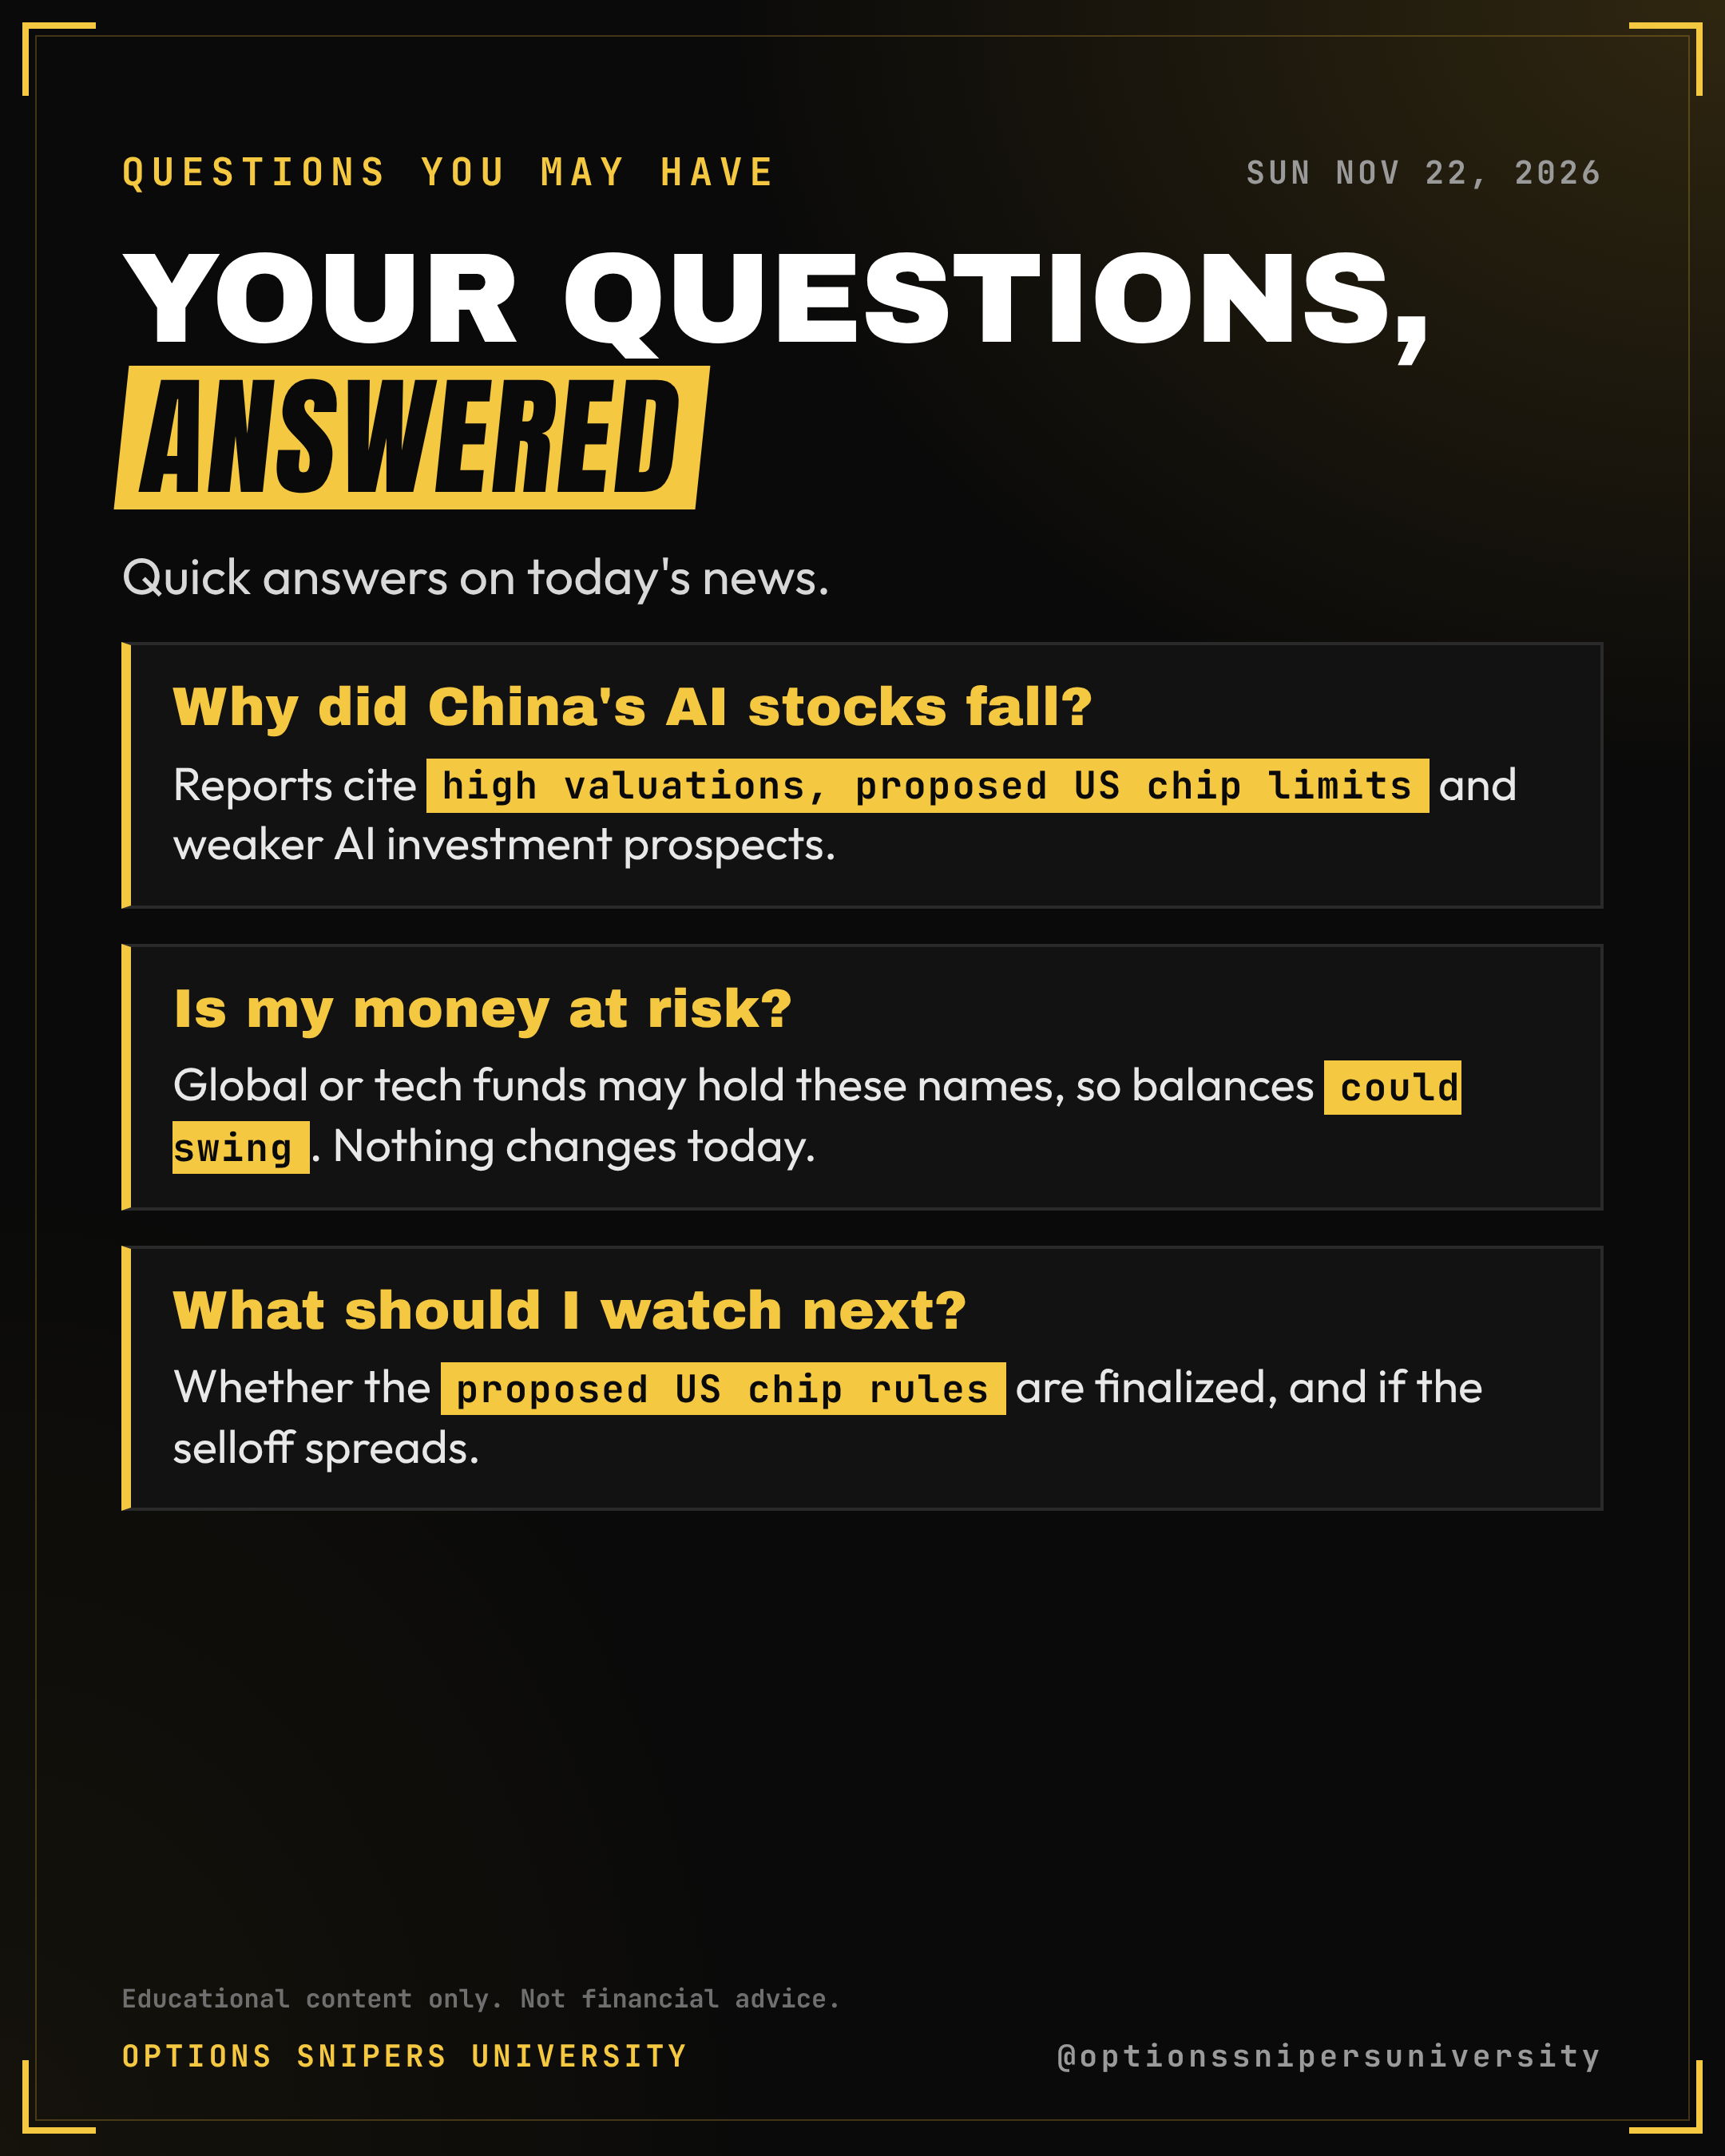 QUESTIONS YOU MAY HAVE
SUN NOV 22, 2026
YOUR QUESTIONS,
ANSWERED
Quick answers on today's news.
Why did China's AI stocks fall?
Reports cite high valuations, proposed US chip limits and
weaker AI investment prospects.
Is my money at risk?
Global or tech funds may hold these names, so balances could
swing . Nothing changes today.
What should I watch next?
Whether the proposed US chip rules are finalized, and if the
selloff spreads.
Educational content only. Not financial advice.
OPTIONS SNIPERS UNIVERSITY
@optionssnipersuniversity